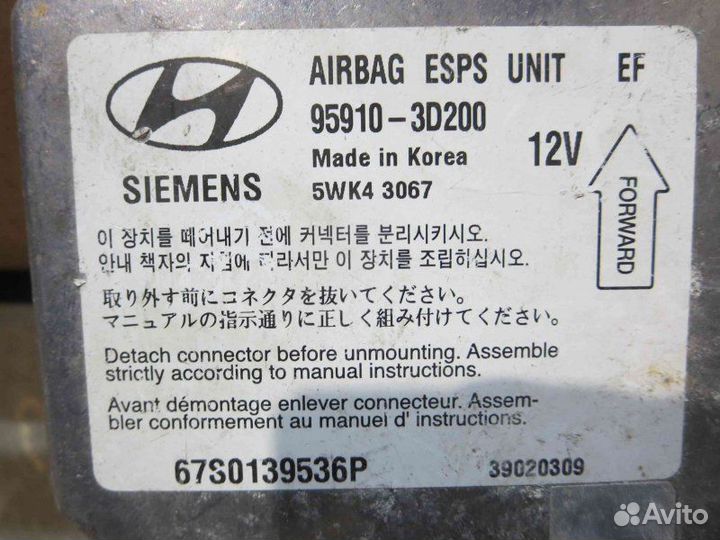 AIRBAG ESPS UNIT EF
95910-3D200
Made in Korea
12V
SIEMENS
5WK4 3067
FORWARD
이 장치를 떼어내기 전에 커넥터를 분리시키시오.
안내 책자의 지침에 따라서만 이 장치를 조립하십시오.
取り外す前にコネクタを抜いてください。
マニュアルの指示通りに正しく組み付けてください。
Detach connector before unmounting. Assemble
strictly according to manual instructions.
Avant démontage enlever connecteur. Assem-
bler conformement au manuel d' instructions.
67S0139536P
39020309
Avito